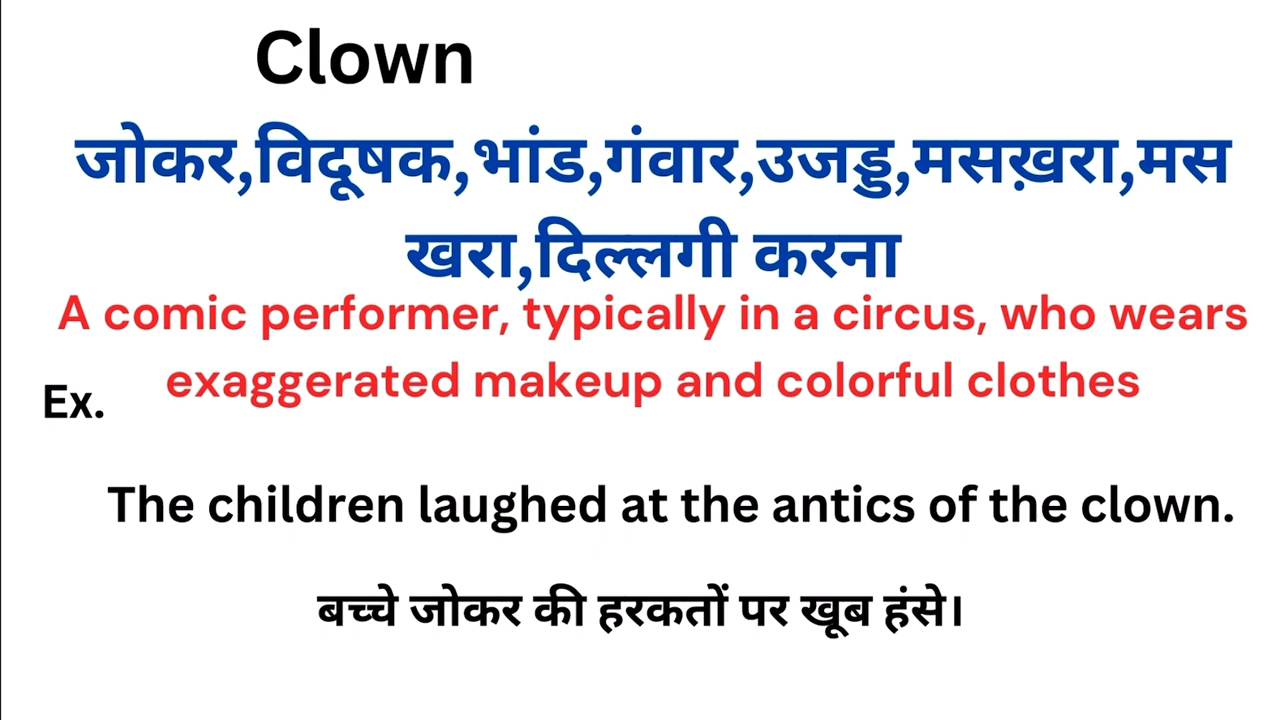 Clown
जोकर,विदूषक,भांड,गंवार,उजड्ड,मसख़रा,मस
खरा,दिल्लगी करना
A comic performer, typically in a circus, who wears
exaggerated makeup and colorful clothes
Ex.
The children laughed at the antics of the clown.
बच्चे जोकर की हरकतों पर खूब हंसे।